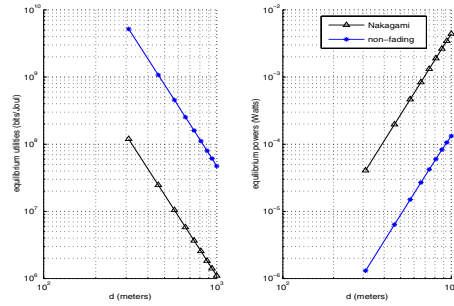 equilibrium utilities (bits/Joul)
10^10
10^9
10^8
10^7
10^6
10^2
10^3
d (meters)
equilibrium powers (Watts)
10^−2
10^−3
10^−4
10^−5
10^−6
10^2
10^3
d (meters)
Nakagami
non−fading